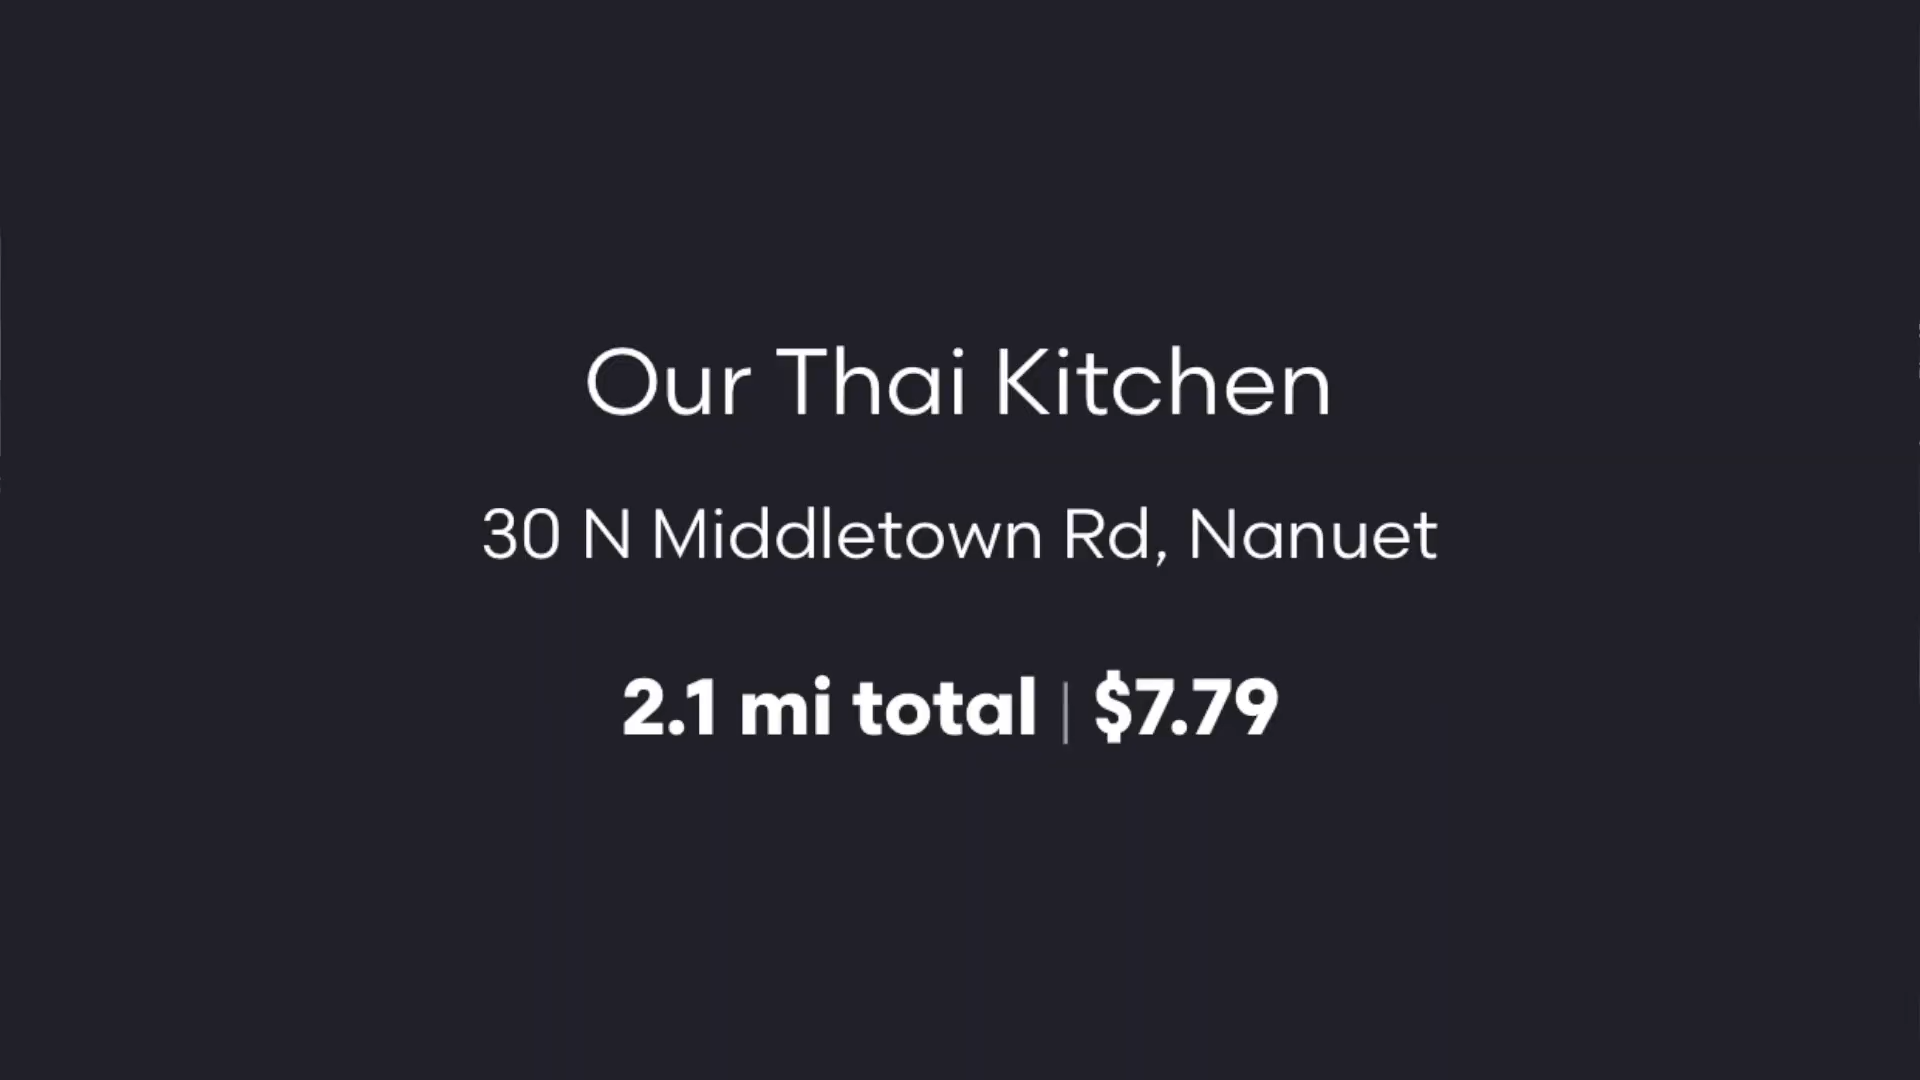 Our Thai Kitchen
30 N Middletown Rd, Nanuet
2.1 mi total | $7.79